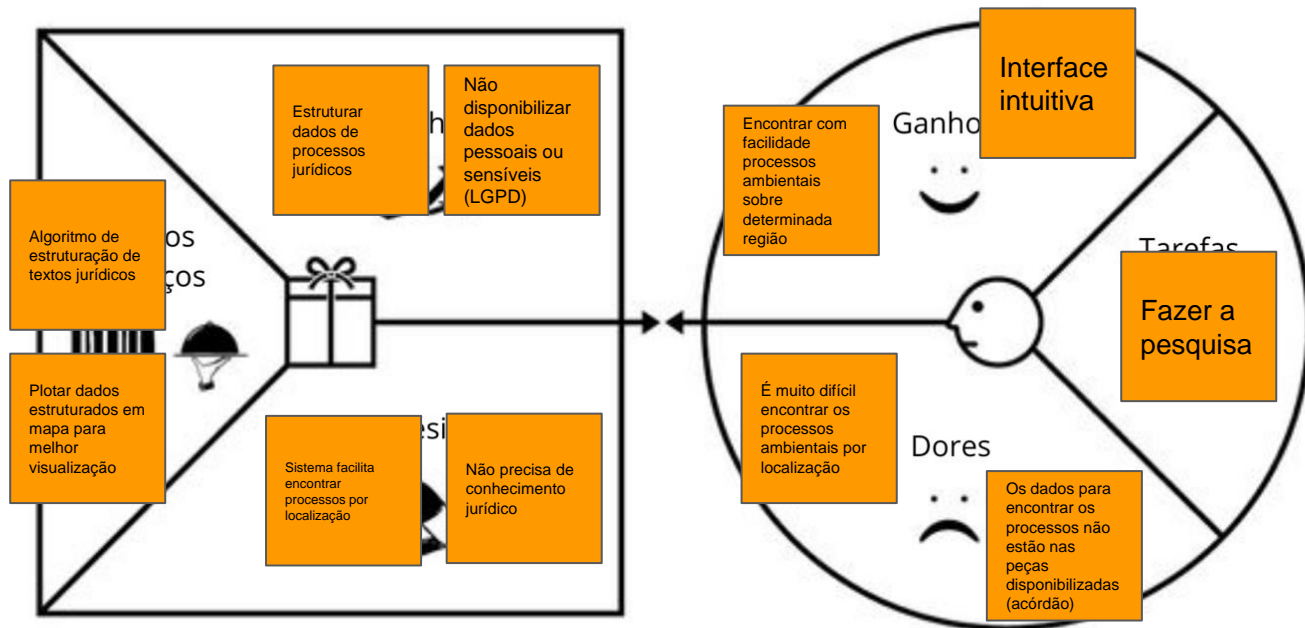 Estruturar
dados de
processos
jurídicos
Não
disponibilizar
dados
pessoais ou
sensíveis
(LGPD)
Algoritmo de
estruturação de
textos jurídicos
Plotar dados
estruturados em
mapa para
melhor
visualização
Sistema facilita
encontrar
processos por
localização
Não precisa de
conhecimento
jurídico
Interface
intuitiva
Encontrar com
facilidade
processos
ambientais
sobre
determinada
região
Tarefas
Fazer a
pesquisa
É muito difícil
encontrar os
processos
ambientais por
localização
Dores
Os dados para
encontrar os
processos não
estão nas
peças
disponibilizadas
(acórdão)